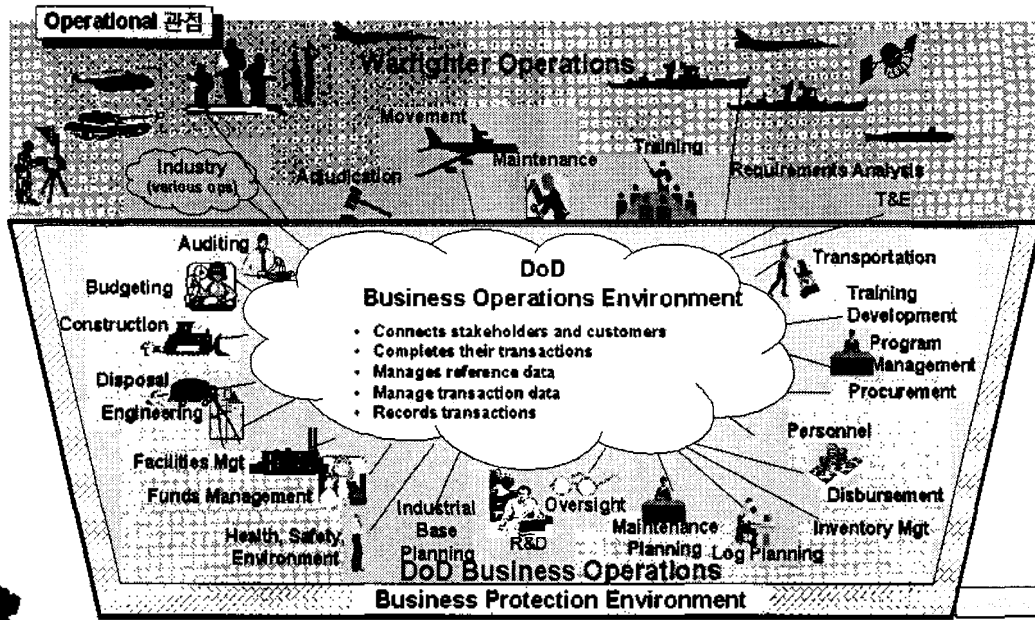 Operational 관점
Warfighter Operations
Movement
Industry
(various ops)
Adjudication
Maintenance
Training
Requirements Analysis
T&E
Auditing
Budgeting
Construction
Disposal
Engineering
Facilities Mgt
Funds Management
Health, Safety,
Environment
DoD
Business Operations Environment
• Connects stakeholders and customers
• Completes their transactions
• Manages reference data
• Manage transaction data
• Records transactions
Transportation
Training
Development
Program
Management
Procurement
Personnel
Disbursement
Inventory Mgt
Industrial
Base
Planning
R&D
Oversight
Maintenance
Planning
Log Planning
DoD Business Operations
Business Protection Environment